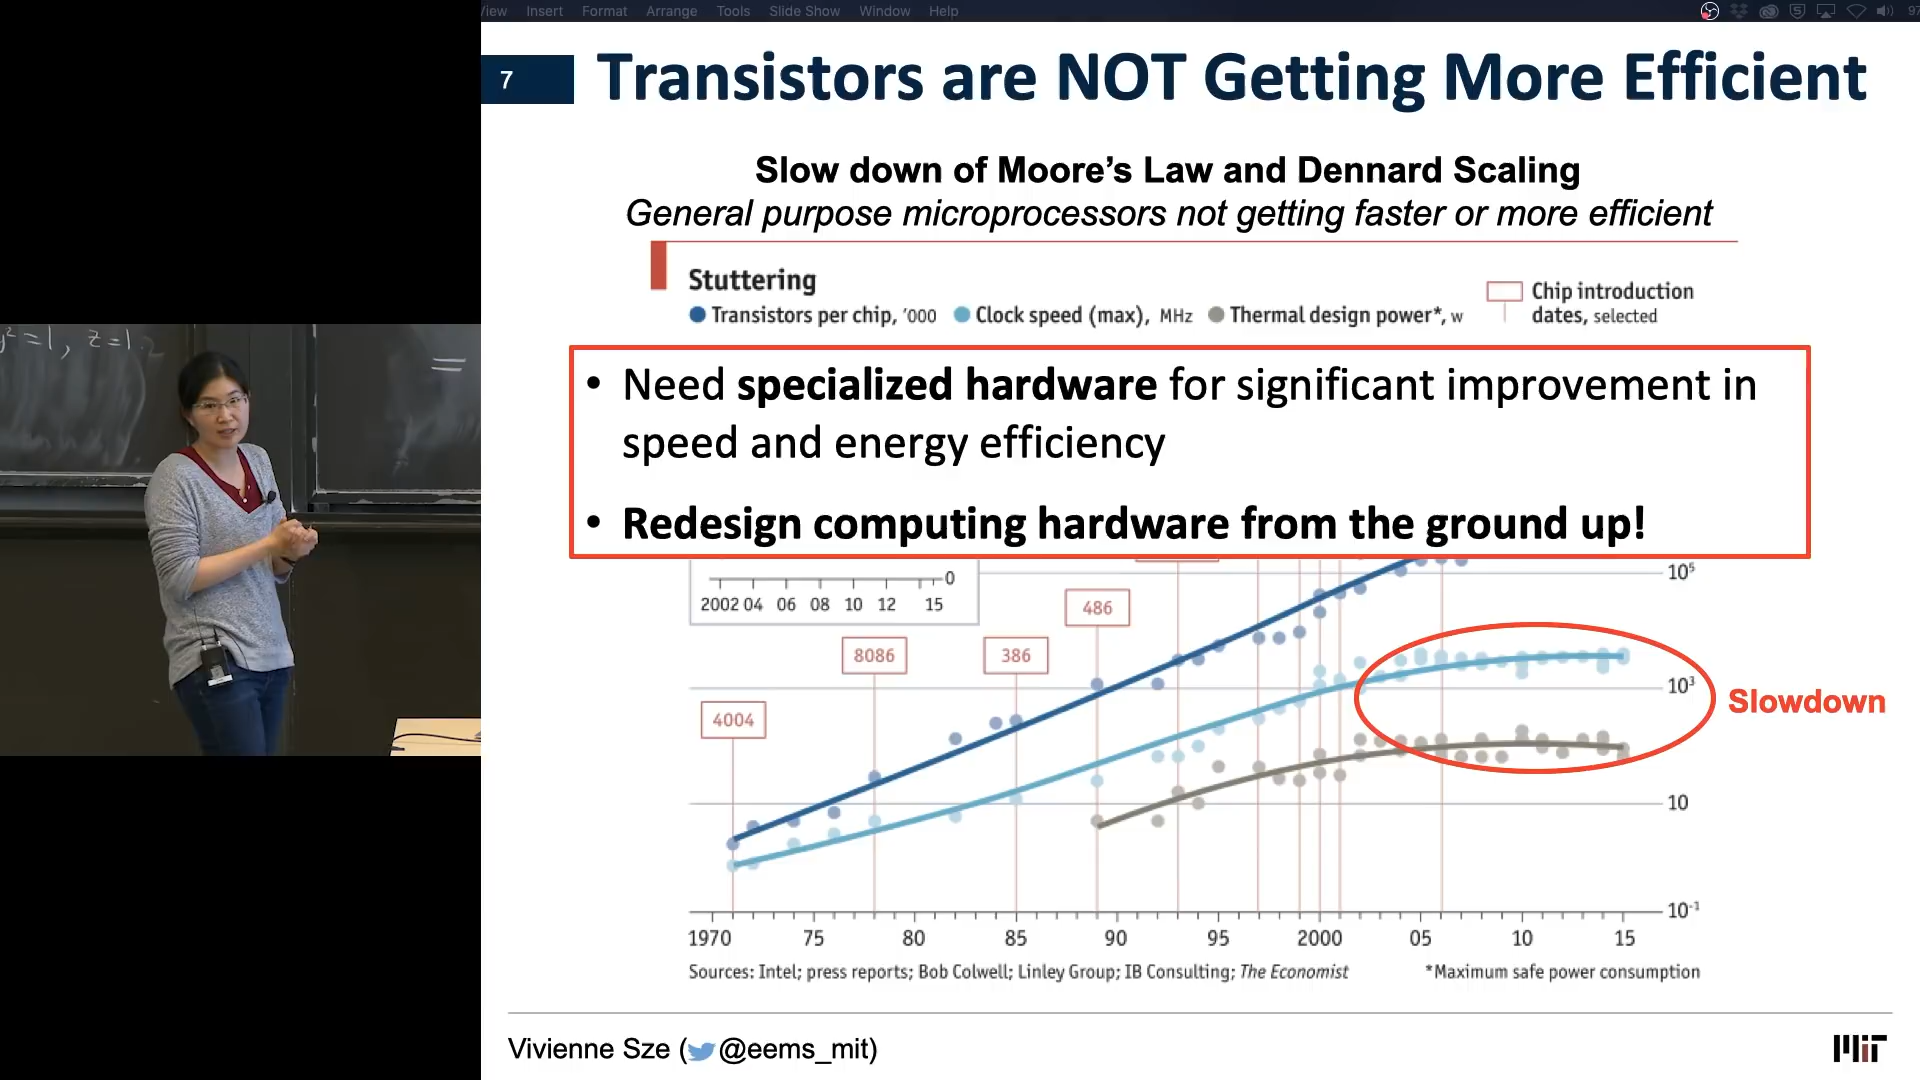 View Insert Format Arrange Tools Slide Show Window Help
97
7
Transistors are NOT Getting More Efficient
Slow down of Moore’s Law and Dennard Scaling
General purpose microprocessors not getting faster or more efficient
Stuttering
Transistors per chip, ’000 Clock speed (max), MHz Thermal design power*, w
Chip introduction
dates, selected
• Need specialized hardware for significant improvement in
speed and energy efficiency
• Redesign computing hardware from the ground up!
y²=1, z=1.2
0
2002 04 06 08 10 12 15
4004
8086
386
486
10⁵
10³
10
10⁻¹
Slowdown
1970 75 80 85 90 95 2000 05 10 15
Sources: Intel; press reports; Bob Colwell; Linley Group; IB Consulting; The Economist
*Maximum safe power consumption
Vivienne Sze (@eems_mit)
MIT